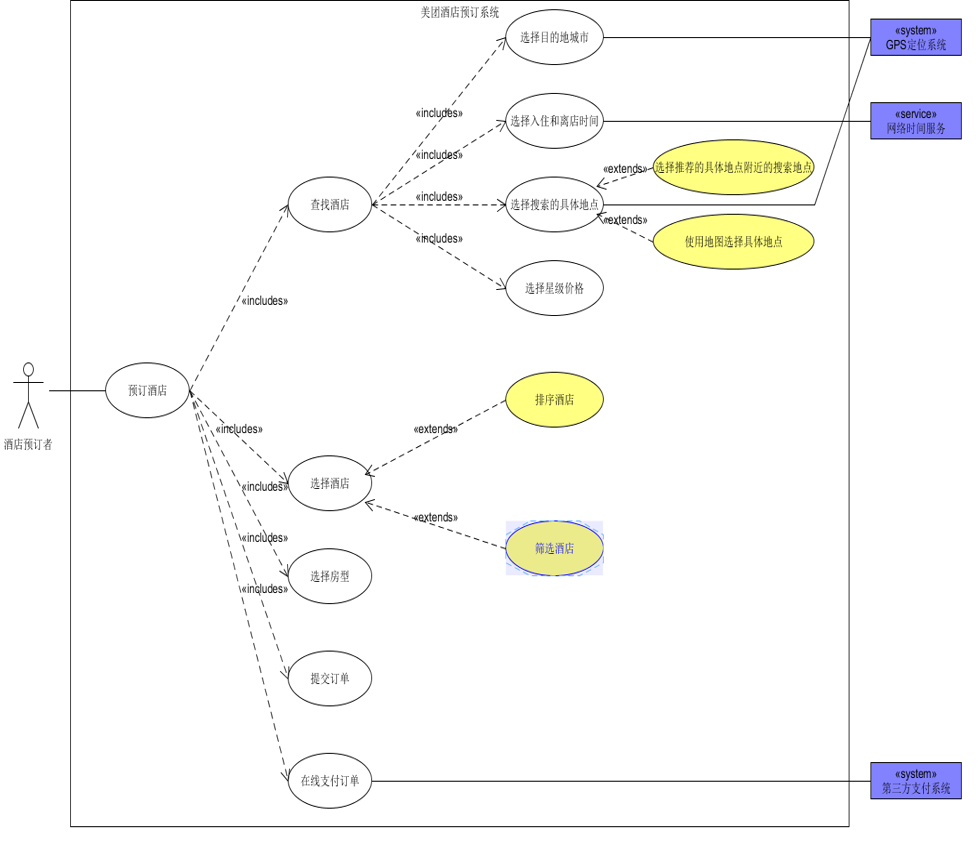 美团酒店预订系统
选择目的地城市
«system»
GPS定位系统
«includes»
选择入住和离店时间
«service»
网络时间服务
«includes»
«extends»
选择推荐的具体地点附近的搜索地点
查找酒店
«includes»
选择搜索的具体地点
«extends»
«includes»
使用地图选择具体地点
选择星级价格
«includes»
预订酒店
酒店预订者
排序酒店
«includes»
«extends»
选择酒店
«includes»
«extends»
筛选酒店
«includes»
选择房型
«includes»
提交订单
在线支付订单
«system»
第三方支付系统